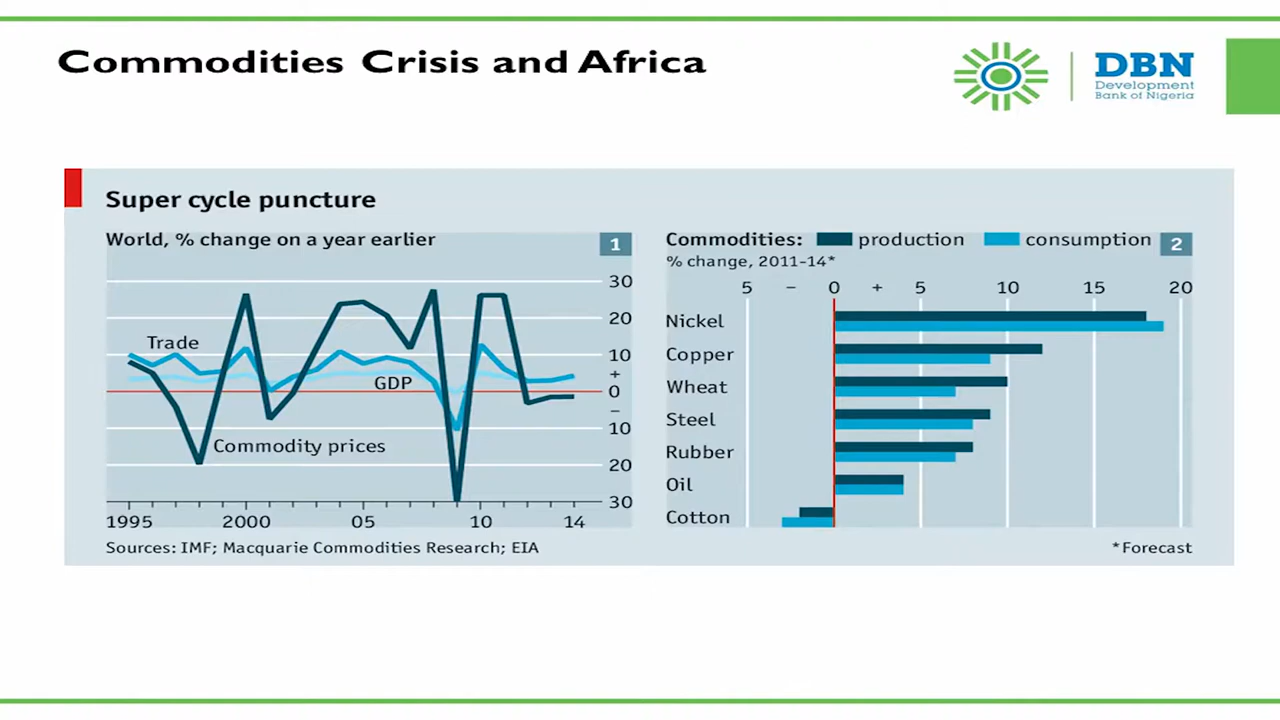 Commodities Crisis and Africa
DBN
Development
Bank of Nigeria
Super cycle puncture
World, % change on a year earlier
1
30
20
10
+
0
–
10
20
30
Trade
GDP
Commodity prices
1995
2000
05
10
14
Sources: IMF; Macquarie Commodities Research; EIA
Commodities: production consumption
2
% change, 2011-14*
5 – 0 + 5 10 15 20
Nickel
Copper
Wheat
Steel
Rubber
Oil
Cotton
*Forecast